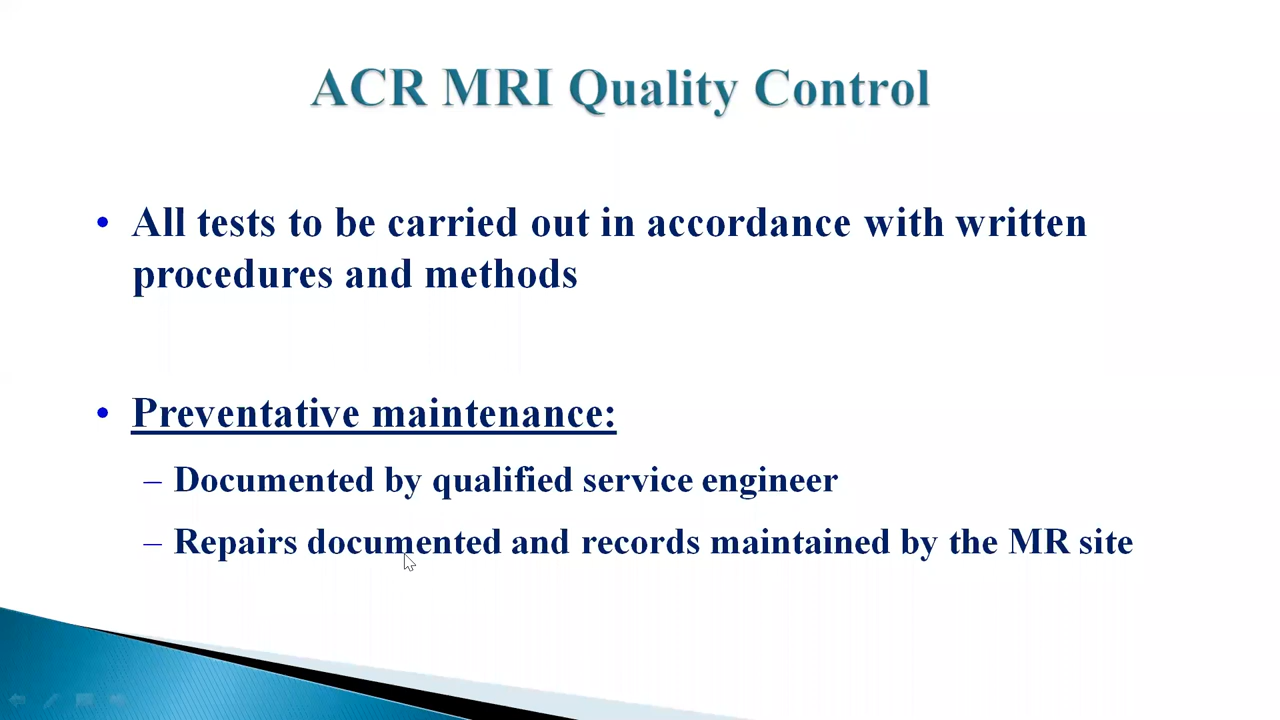 ACR MRI Quality Control
• All tests to be carried out in accordance with written
procedures and methods
• Preventative maintenance:
– Documented by qualified service engineer
– Repairs documented and records maintained by the MR site